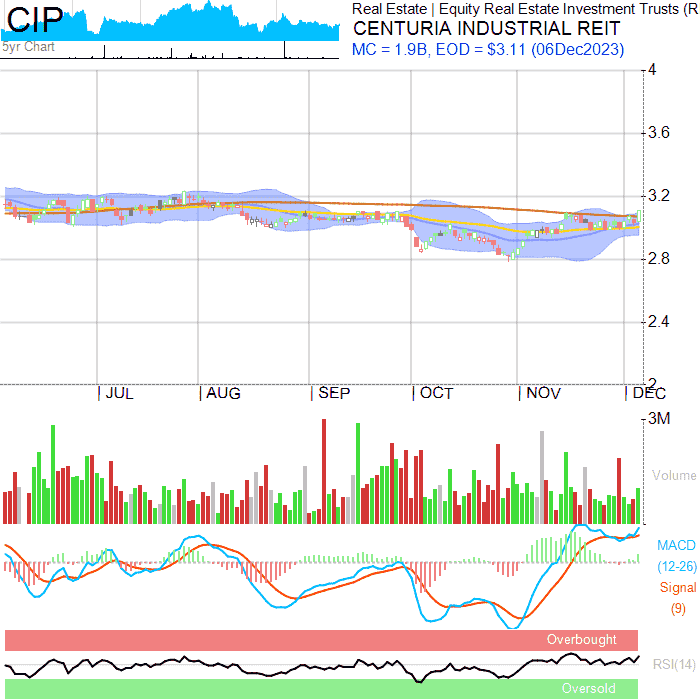 CIP
5yr Chart
Real Estate | Equity Real Estate Investment Trusts (R
CENTURIA INDUSTRIAL REIT
MC = 1.9B, EOD = $3.11 (06Dec2023)
4
3.6
3.2
2.8
2.4
2
JUL AUG SEP OCT NOV DEC
3M
Volume
MACD
(12-26)
Signal
(9)
Overbought
RSI(14)
Oversold